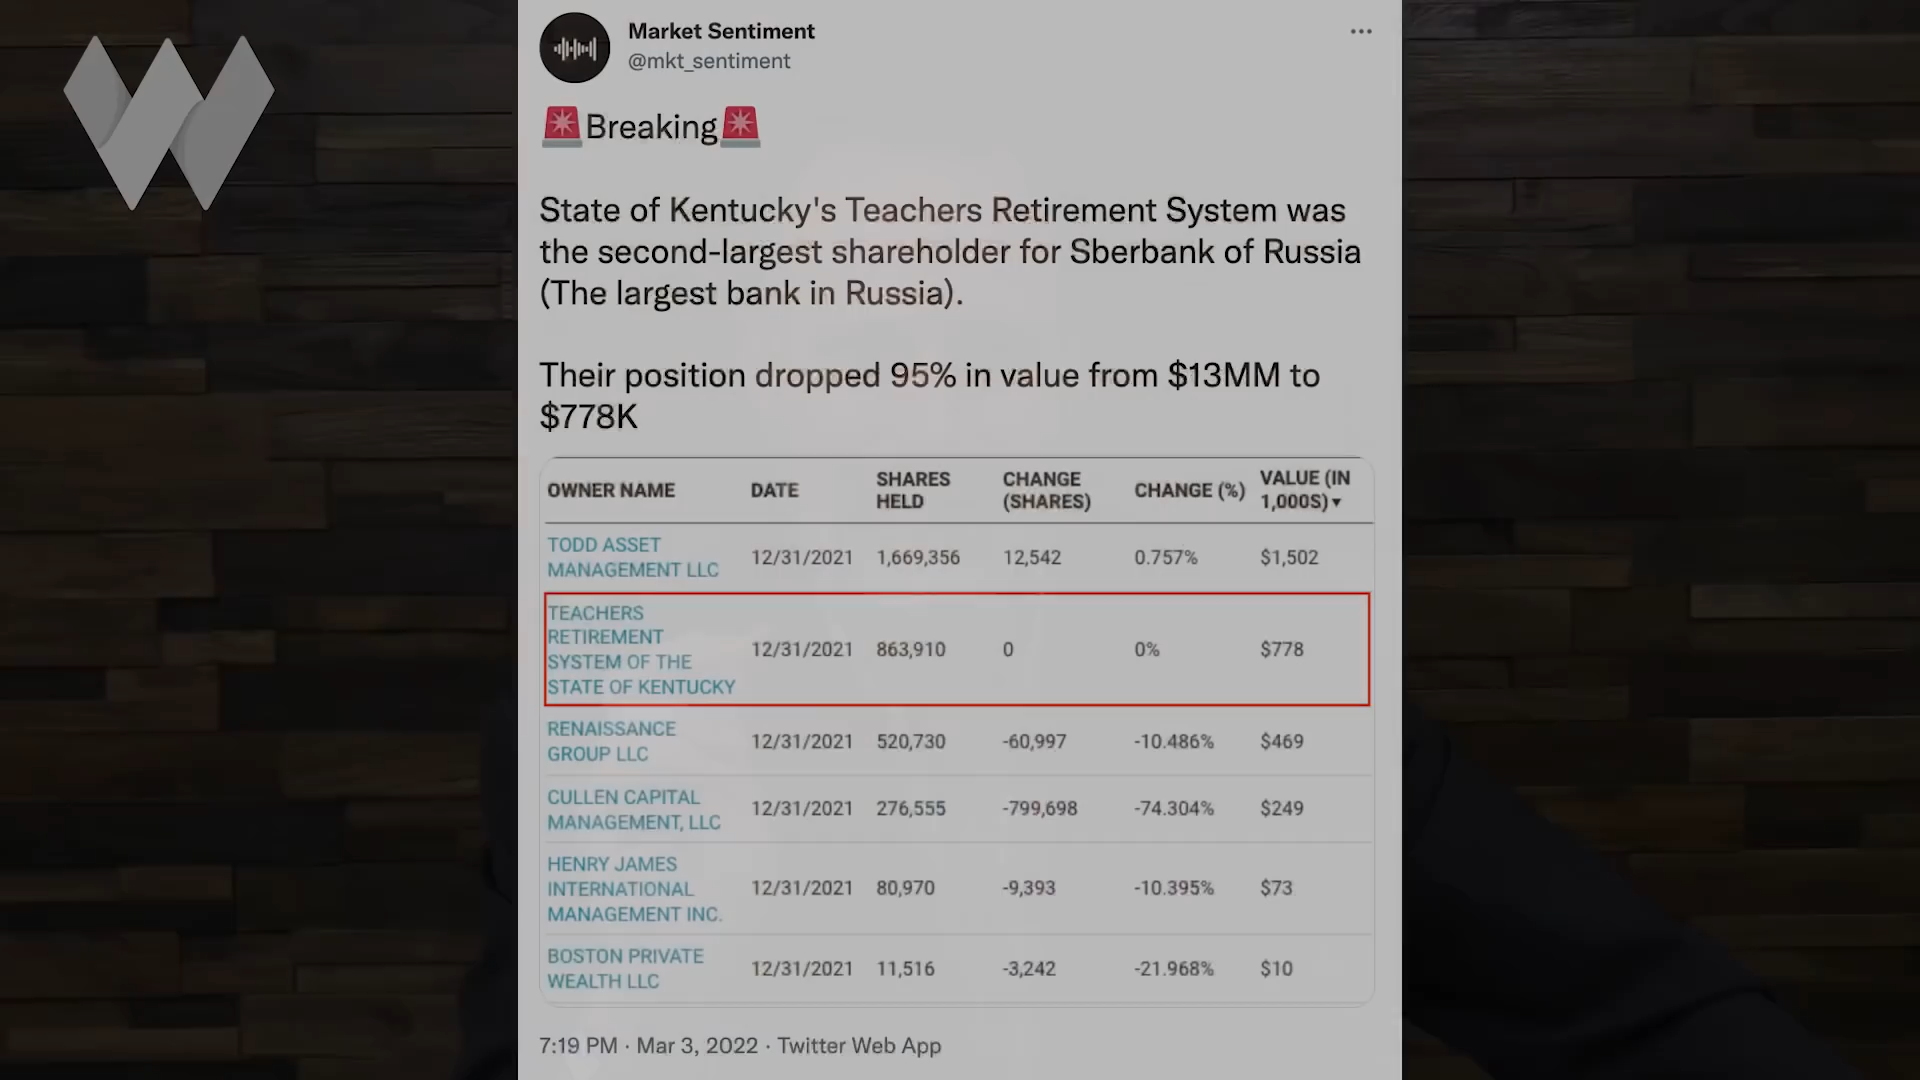 Market Sentiment
@mkt_sentiment
🚨Breaking🚨
State of Kentucky's Teachers Retirement System was
the second-largest shareholder for Sberbank of Russia
(The largest bank in Russia).
Their position dropped 95% in value from $13MM to
$778K
OWNER NAME DATE SHARES HELD CHANGE (SHARES) CHANGE (%) VALUE (IN 1,000S)▼
TODD ASSET MANAGEMENT LLC 12/31/2021 1,669,356 12,542 0.757% $1,502
TEACHERS RETIREMENT SYSTEM OF THE STATE OF KENTUCKY 12/31/2021 863,910 0 0% $778
RENAISSANCE GROUP LLC 12/31/2021 520,730 -60,997 -10.486% $469
CULLEN CAPITAL MANAGEMENT, LLC 12/31/2021 276,555 -799,698 -74.304% $249
HENRY JAMES INTERNATIONAL MANAGEMENT INC. 12/31/2021 80,970 -9,393 -10.395% $73
BOSTON PRIVATE WEALTH LLC 12/31/2021 11,516 -3,242 -21.968% $10
7:19 PM · Mar 3, 2022 · Twitter Web App